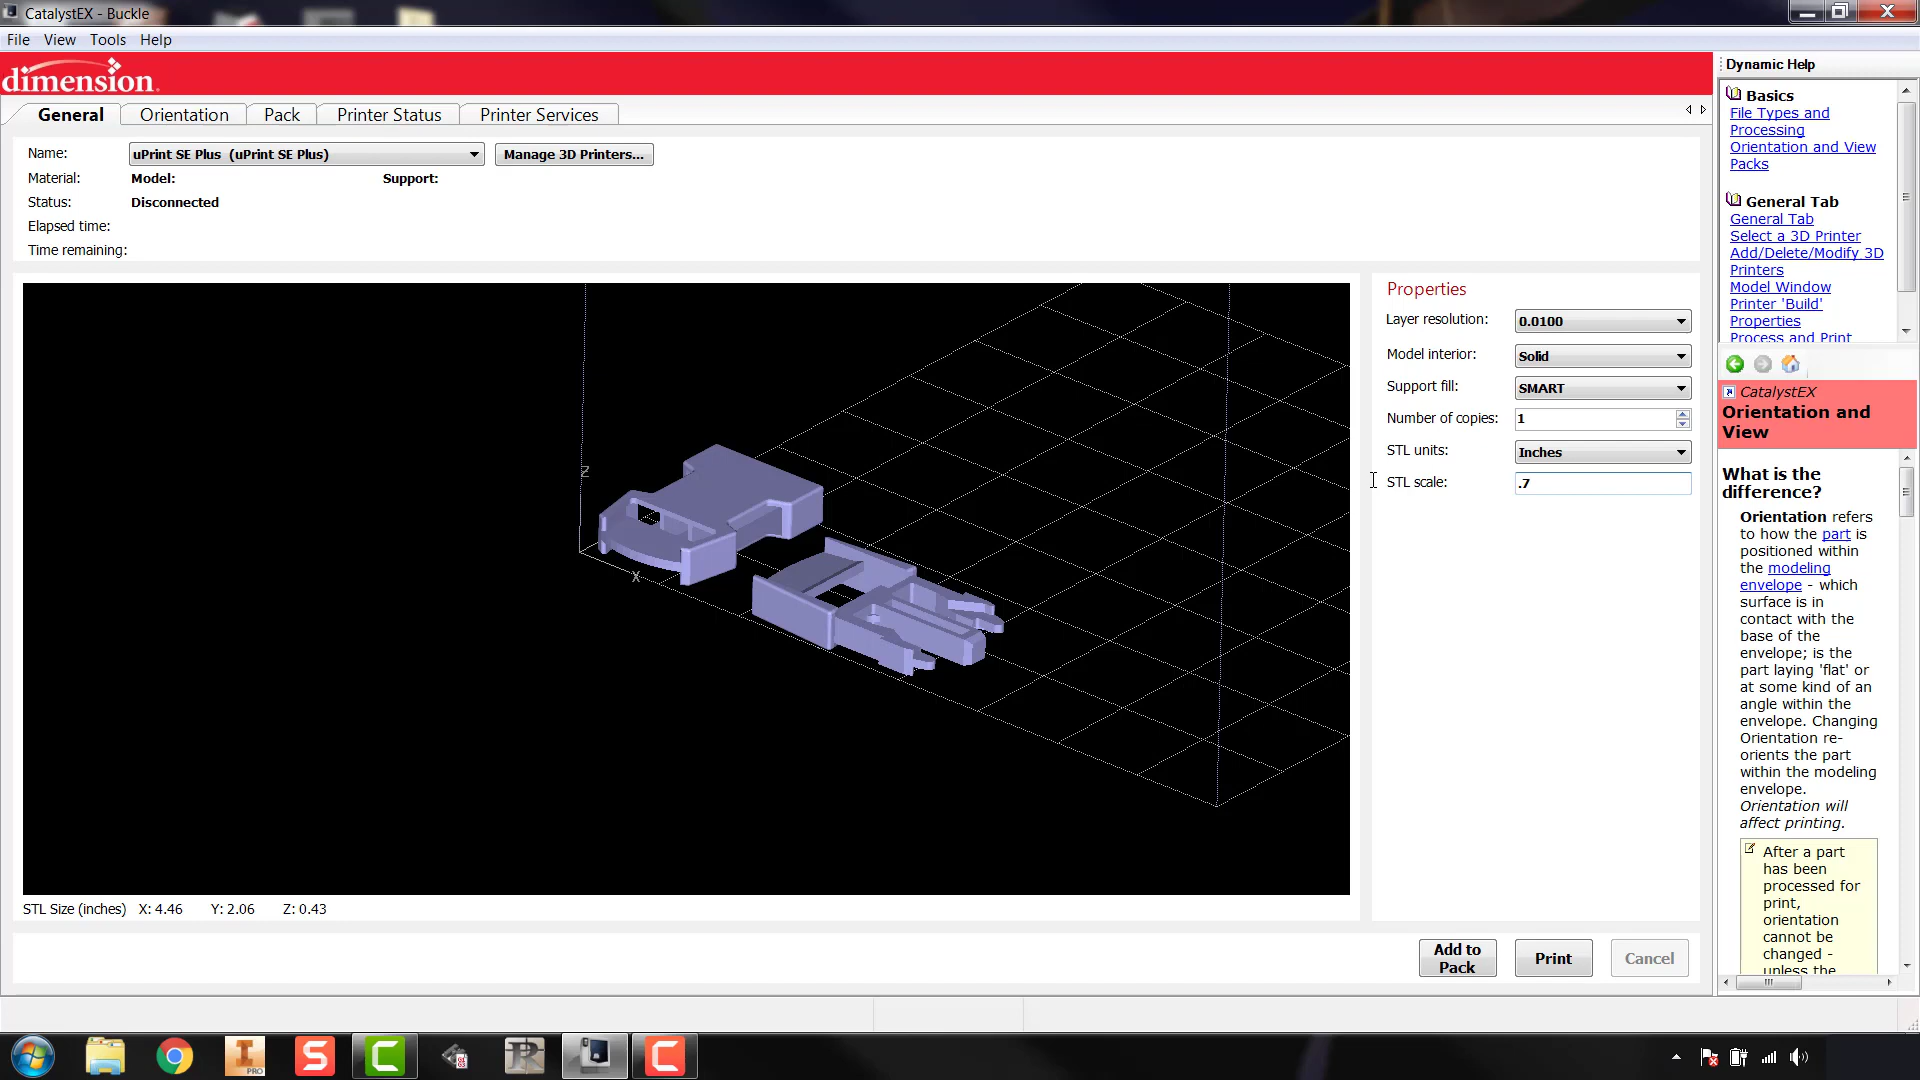 CatalystEX - Buckle
File View Tools Help
dimension
General Orientation Pack Printer Status Printer Services
Name: uPrint SE Plus (uPrint SE Plus) Manage 3D Printers...
Material: Model: Support:
Status: Disconnected
Elapsed time:
Time remaining:
Z
X
STL Size (inches) X: 4.46 Y: 2.06 Z: 0.43
Properties
Layer resolution: 0.0100
Model interior: Solid
Support fill: SMART
Number of copies: 1
STL units: Inches
STL scale: .7
Add to
Pack
Print
Cancel
Dynamic Help
Basics
File Types and
Processing
Orientation and View
Packs
General Tab
General Tab
Select a 3D Printer
Add/Delete/Modify 3D
Printers
Model Window
Printer 'Build'
Properties
Process and Print
CatalystEX
Orientation and
View
What is the
difference?
Orientation refers
to how the part is
positioned within
the modeling
envelope - which
surface is in
contact with the
base of the
envelope; is the
part laying 'flat' or
at some kind of an
angle within the
envelope. Changing
Orientation re-
orients the part
within the modeling
envelope.
Orientation will
affect printing.
After a part
has been
processed for
print,
orientation
cannot be
changed -
unless the
I
PRO
S
C
R
C